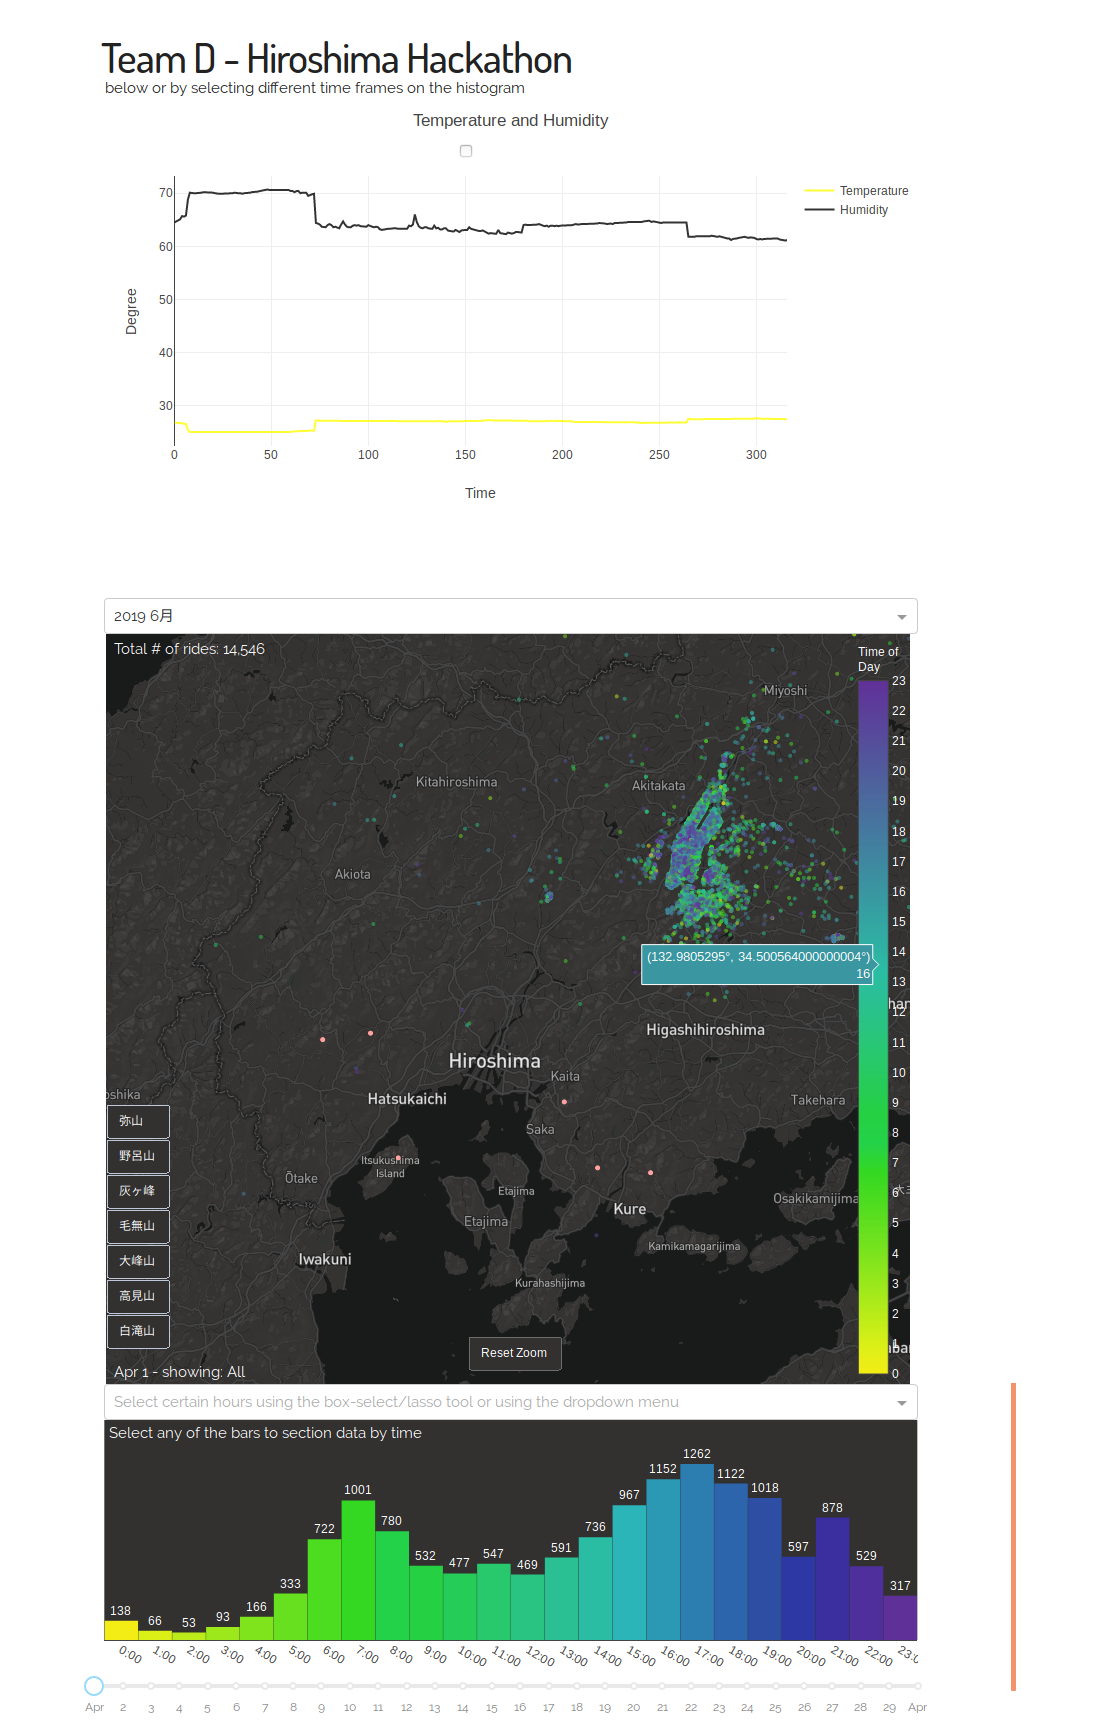 Team D - Hiroshima Hackathon
below or by selecting different time frames on the histogram
Temperature and Humidity
70
60
50
40
30
Degree
0 50 100 150 200 250 300
Time
Temperature
Humidity
2019 6月
Total # of rides: 14,546
Time of
Day
23
22
21
20
19
18
17
16
15
14
13
12
11
10
9
8
7
6
5
4
3
2
1
0
Miyoshi
Kitahiroshima
Akitakata
Akiota
(132.9805295°, 34.500564000000004°)
16
Higashihiroshima
Hiroshima
Kaita
Hatsukaichi
Takehara
Saka
Itsukushima
Island
Ōtake
Etajima
Etajima
Osakikamijima
Kure
Kamikamagarijima
Iwakuni
Kurahashijima
弥山
野呂山
灰ヶ峰
毛無山
大峰山
高見山
白滝山
Reset Zoom
Apr 1 - showing: All
Select certain hours using the box-select/lasso tool or using the dropdown menu
Select any of the bars to section data by time
138 66 53 93 166 333 722 1001 780 532 477 547 469 591 736 967 1152 1262 1122 1018 597 878 529 317
0:00 1:00 2:00 3:00 4:00 5:00 6:00 7:00 8:00 9:00 10:00 11:00 12:00 13:00 14:00 15:00 16:00 17:00 18:00 19:00 20:00 21:00 22:00 23:0
Apr 2 3 4 5 6 7 8 9 10 11 12 13 14 15 16 17 18 19 20 21 22 23 24 25 26 27 28 29 Apr